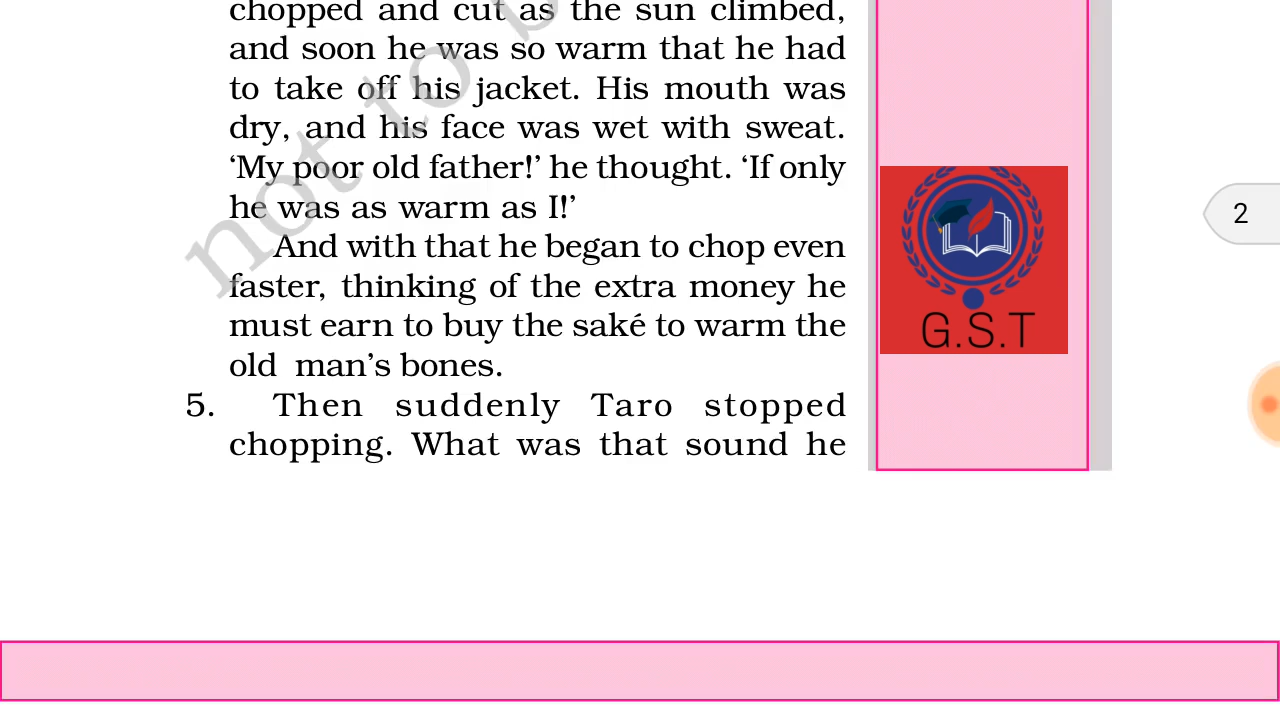 chopped and cut as the sun climbed,
and soon he was so warm that he had
to take off his jacket. His mouth was
dry, and his face was wet with sweat.
‘My poor old father!’ he thought. ‘If only
he was as warm as I!’
And with that he began to chop even
faster, thinking of the extra money he
must earn to buy the saké to warm the
old man’s bones.
5. Then suddenly Taro stopped
chopping. What was that sound he
not to b
G.S.T
2